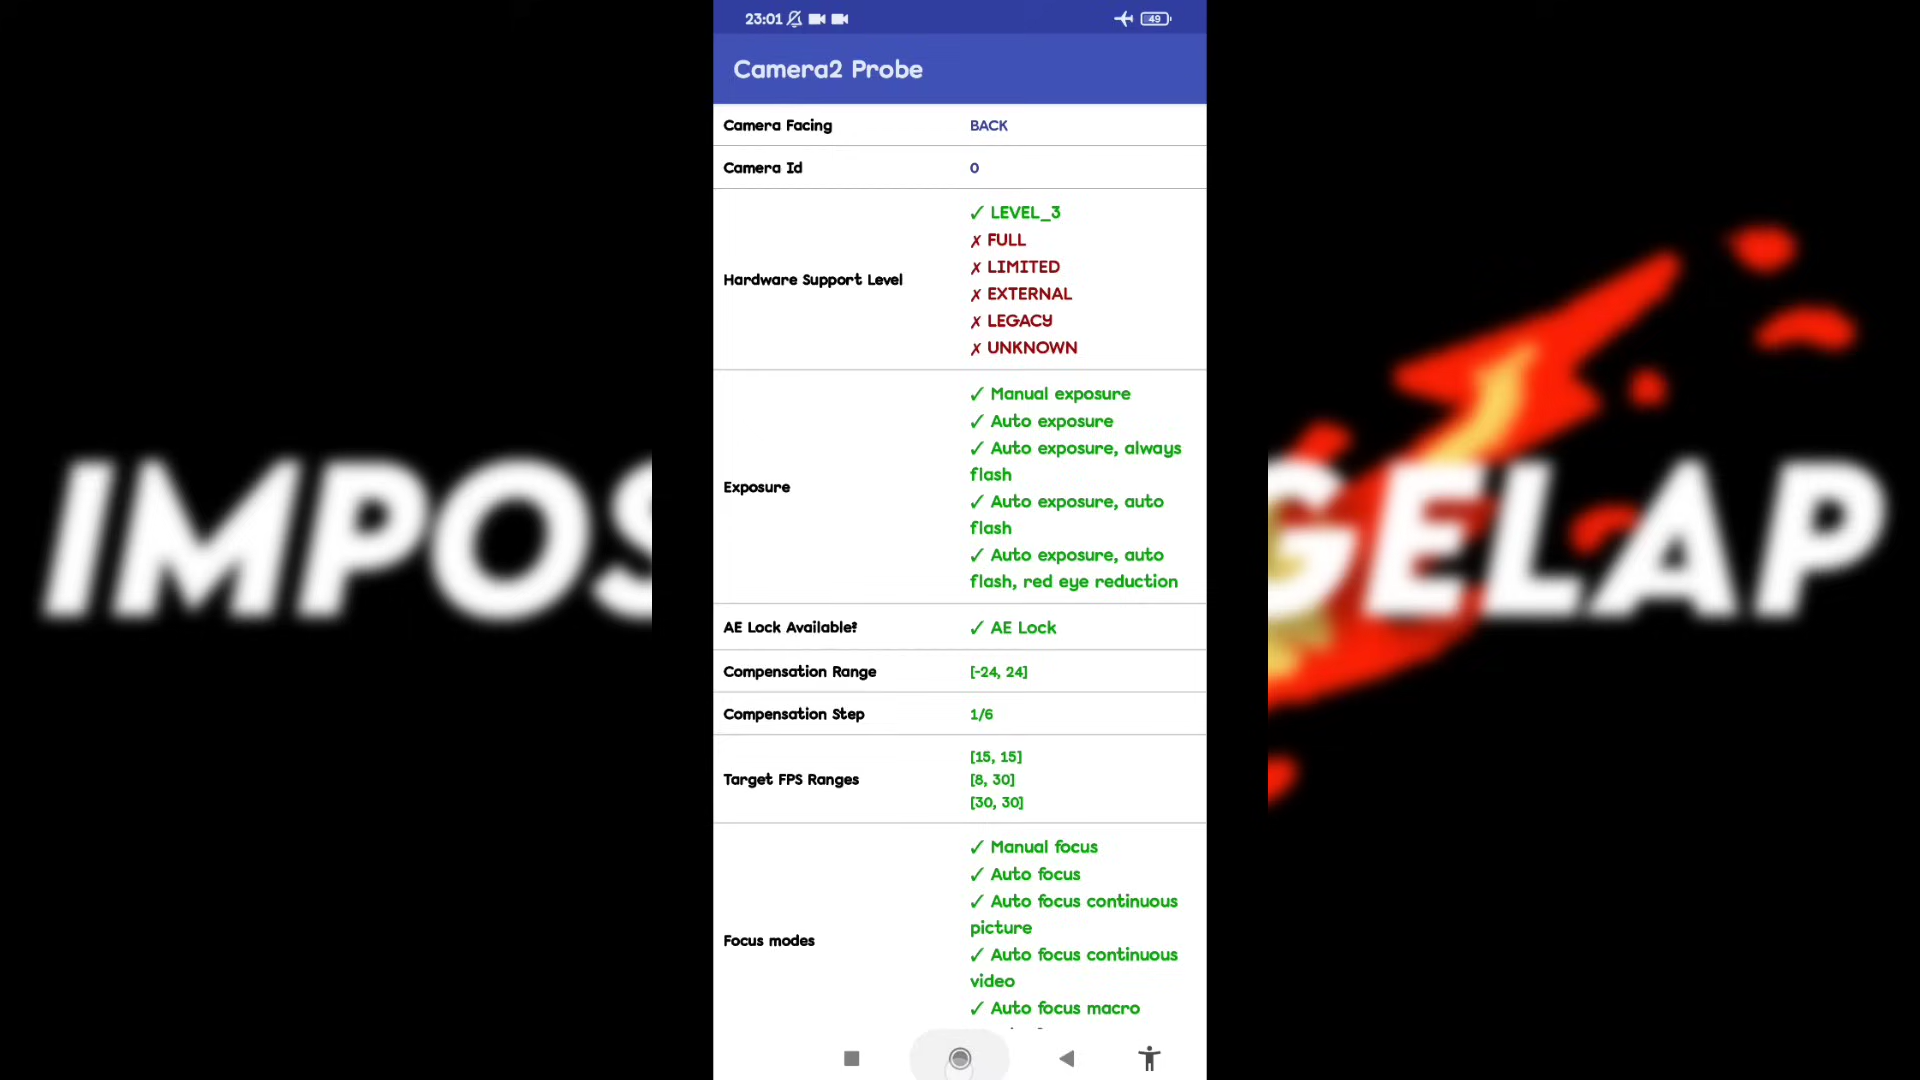 23:01
49
Camera2 Probe
Camera Facing
BACK
Camera Id
0
Hardware Support Level
✓ LEVEL_3
✗ FULL
✗ LIMITED
✗ EXTERNAL
✗ LEGACY
✗ UNKNOWN
Exposure
✓ Manual exposure
✓ Auto exposure
✓ Auto exposure, always
flash
✓ Auto exposure, auto
flash
✓ Auto exposure, auto
flash, red eye reduction
AE Lock Available?
✓ AE Lock
Compensation Range
[-24, 24]
Compensation Step
1/6
Target FPS Ranges
[15, 15]
[8, 30]
[30, 30]
Focus modes
✓ Manual focus
✓ Auto focus
✓ Auto focus continuous
picture
✓ Auto focus continuous
video
✓ Auto focus macro
IMPOS
GELAP